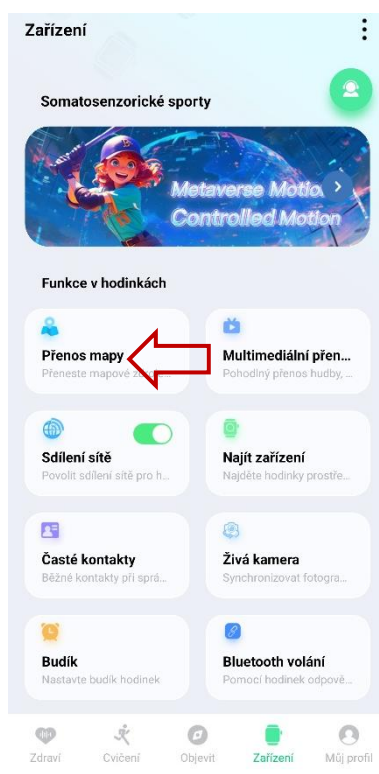 Zařízení
Somatosenzorické sporty
Metaverse Motio
Controlled Motion
Funkce v hodinkách
Přenos mapy
Přeneste mapové
Multimediální přen...
Pohodlný přenos hudby, ...
Sdílení sítě
Povolit sdílení sítě pro h...
Najít zařízení
Najděte hodinky prostře...
Časté kontakty
Běžné kontakty při sprá...
Živá kamera
Synchronizovat fotogra...
Budík
Nastavte budík hodinek
Bluetooth volání
Pomocí hodinek odpově...
Zdraví
Cvičení
Objevit
Zařízení
Můj profil